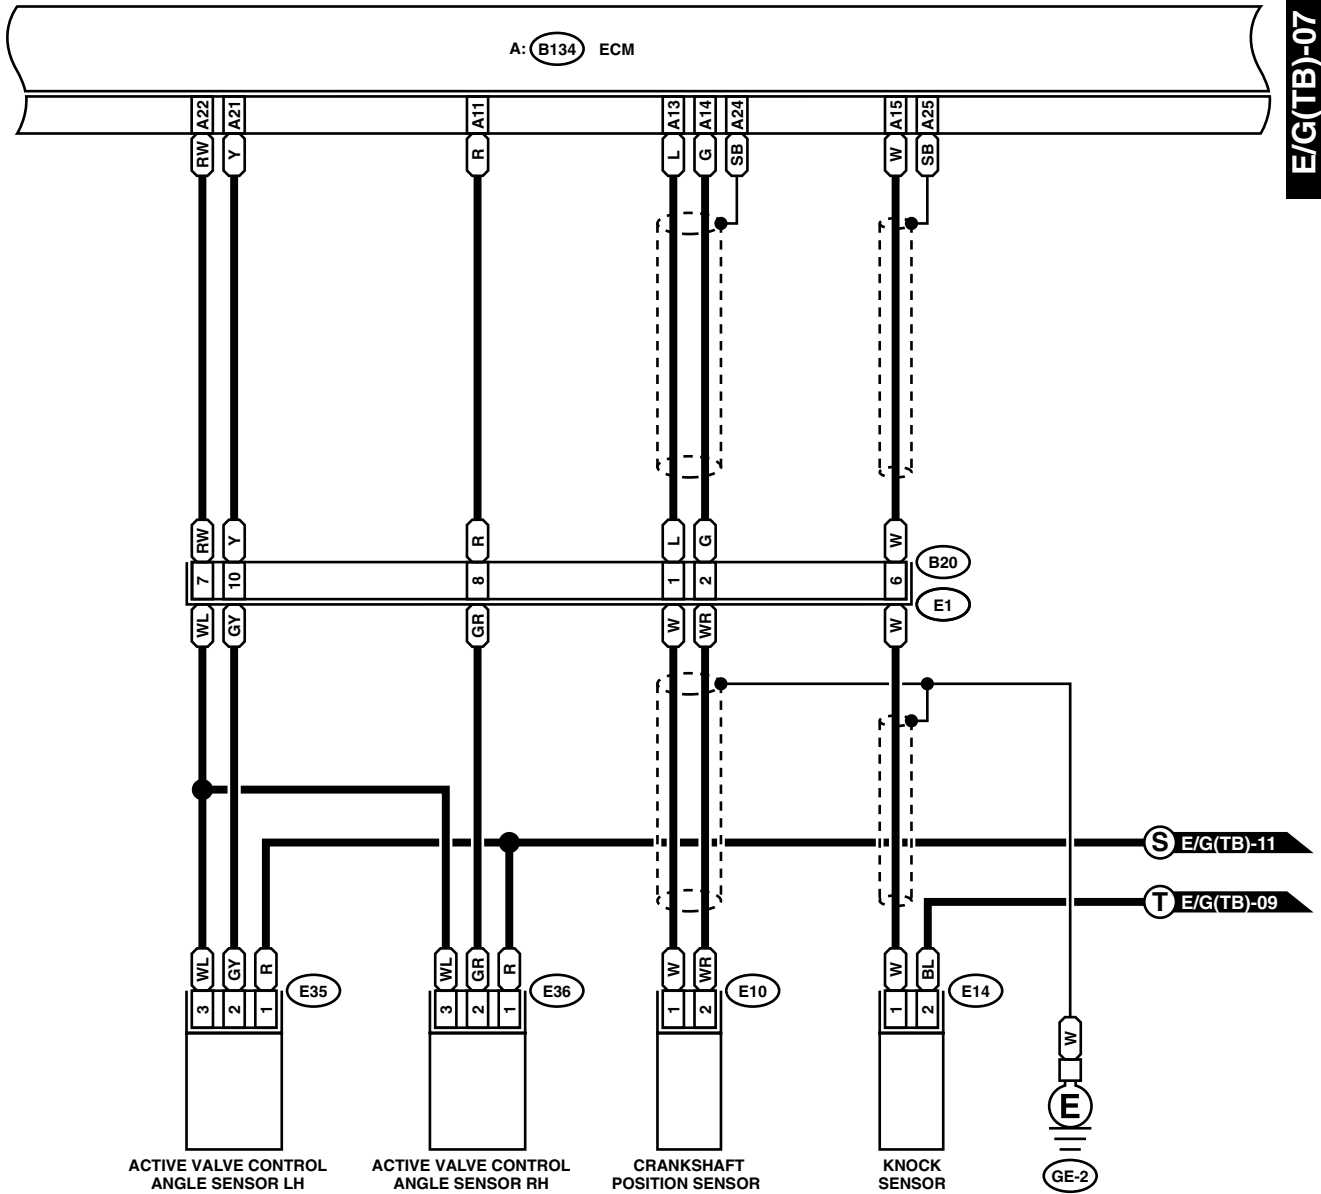 A: B134 ECM
E/G(TB)-07
A22 A21 A11 A13 A14 A24 A15 A25
RW Y R L G SB W SB
RW Y R L G W
B20
7 10 8 1 2 6
E1
WL GY GR W WR W
S E/G(TB)-11
T E/G(TB)-09
WL GY R WL GR R W WR W BL
E35 E36 E10 E14
3 2 1 3 2 1 1 2 1 2
W
E
GE-2
ACTIVE VALVE CONTROL
ANGLE SENSOR LH
ACTIVE VALVE CONTROL
ANGLE SENSOR RH
CRANKSHAFT
POSITION SENSOR
KNOCK
SENSOR